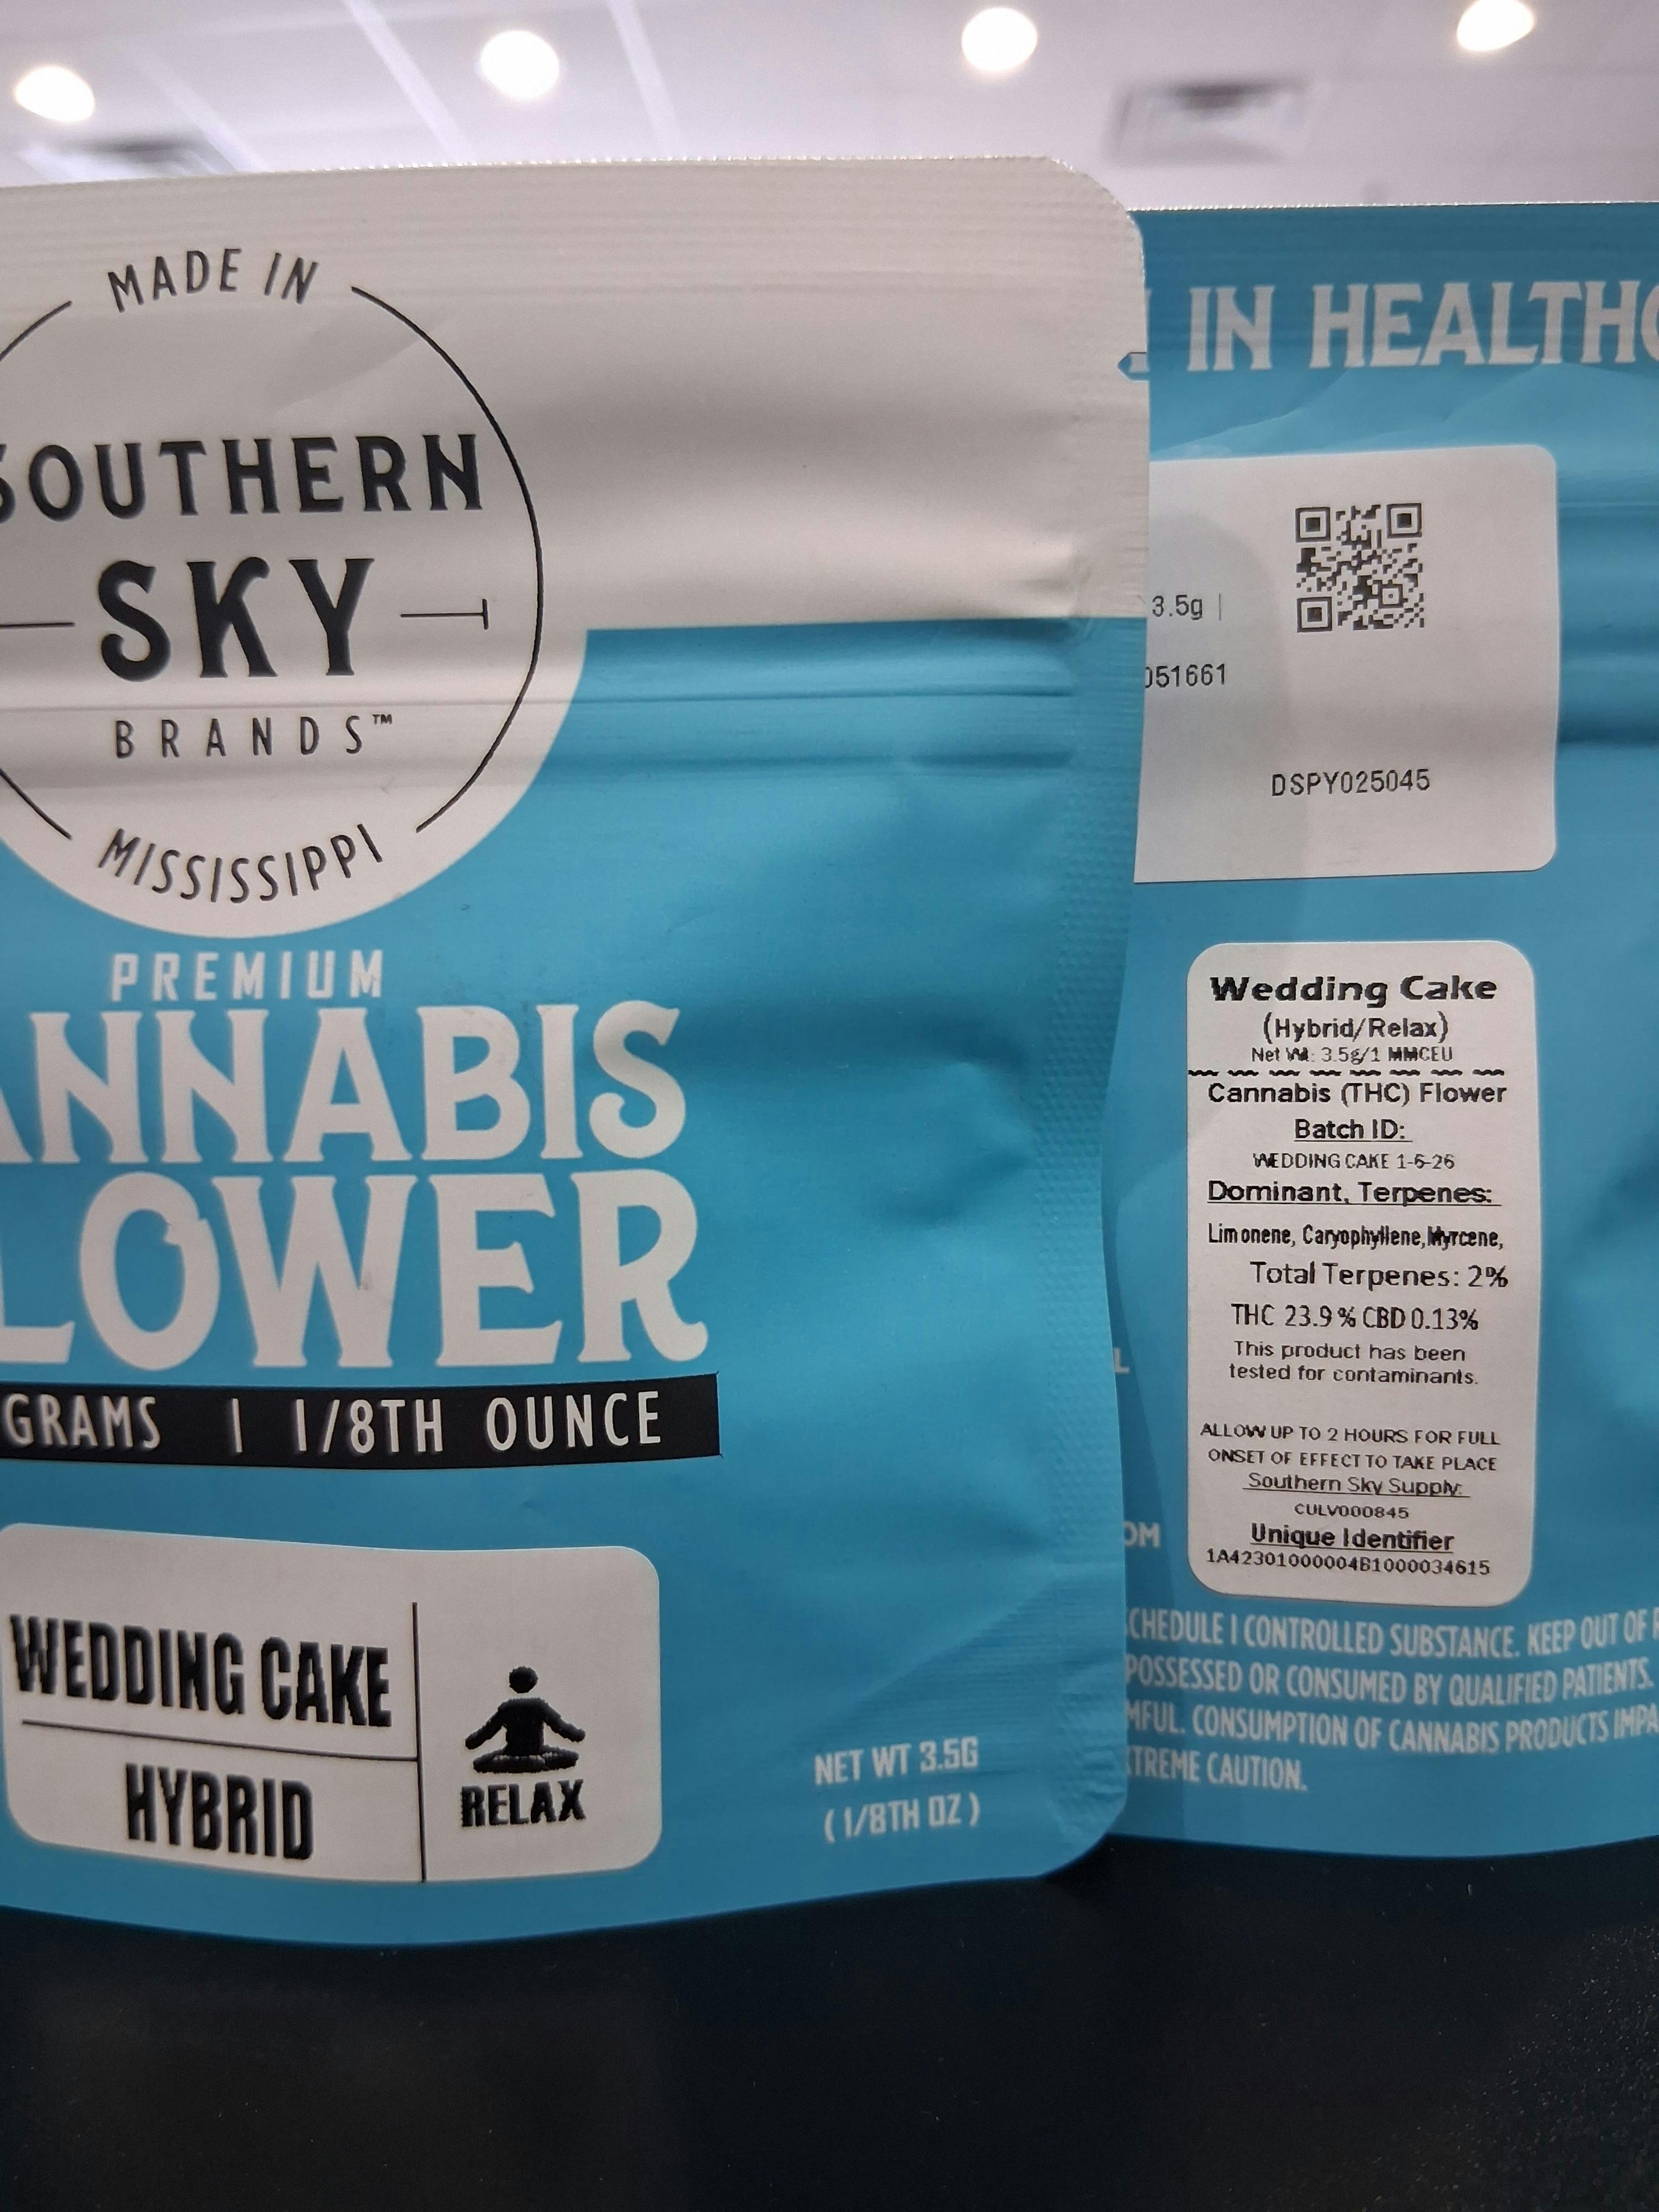 MADE IN
SOUTHERN
SKY
BRANDS™
MISSISSIPPI
PREMIUM
ANNABIS
LOWER
GRAMS | 1/8TH OUNCE
WEDDING CAKE
HYBRID
RELAX
NET WT 3.5G
(1/8TH OZ)
IN HEALTHC
3.5g |
051661
DSPY025045
Wedding Cake
(Hybrid/Relax)
Net Wt: 3.5g/1 MMCEU
Cannabis (THC) Flower
Batch ID:
WEDDING CAKE 1-6-26
Dominant, Terpenes:
Limonene, Caryophyllene, Myrcene,
Total Terpenes: 2%
THC 23.9% CBD 0.13%
This product has been
tested for contaminants.
ALLOW UP TO 2 HOURS FOR FULL
ONSET OF EFFECT TO TAKE PLACE
Southern Sky Supply:
CULV000845
Unique Identifier
1A42301000004B1000034615
L
OM
CHEDULE I CONTROLLED SUBSTANCE. KEEP OUT OF R
POSSESSED OR CONSUMED BY QUALIFIED PATIENTS.
MFUL. CONSUMPTION OF CANNABIS PRODUCTS IMPA
TREME CAUTION.